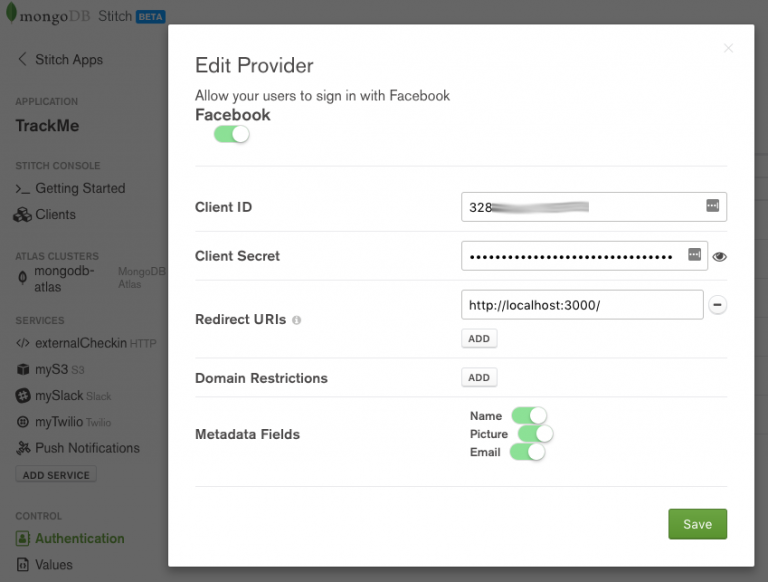 mongoDB Stitch BETA
Stitch Apps
APPLICATION
TrackMe
STITCH CONSOLE
>_ Getting Started
Clients
ATLAS CLUSTERS
mongodb-atlas MongoDB Atlas
SERVICES
</> externalCheckin HTTP
myS3 S3
mySlack Slack
myTwilio Twilio
Push Notifications
ADD SERVICE
CONTROL
Authentication
Values
Edit Provider
Allow your users to sign in with Facebook
Facebook
Client ID
328
Client Secret
Redirect URIs
http://localhost:3000/
ADD
Domain Restrictions
ADD
Metadata Fields
Name
Picture
Email
Save